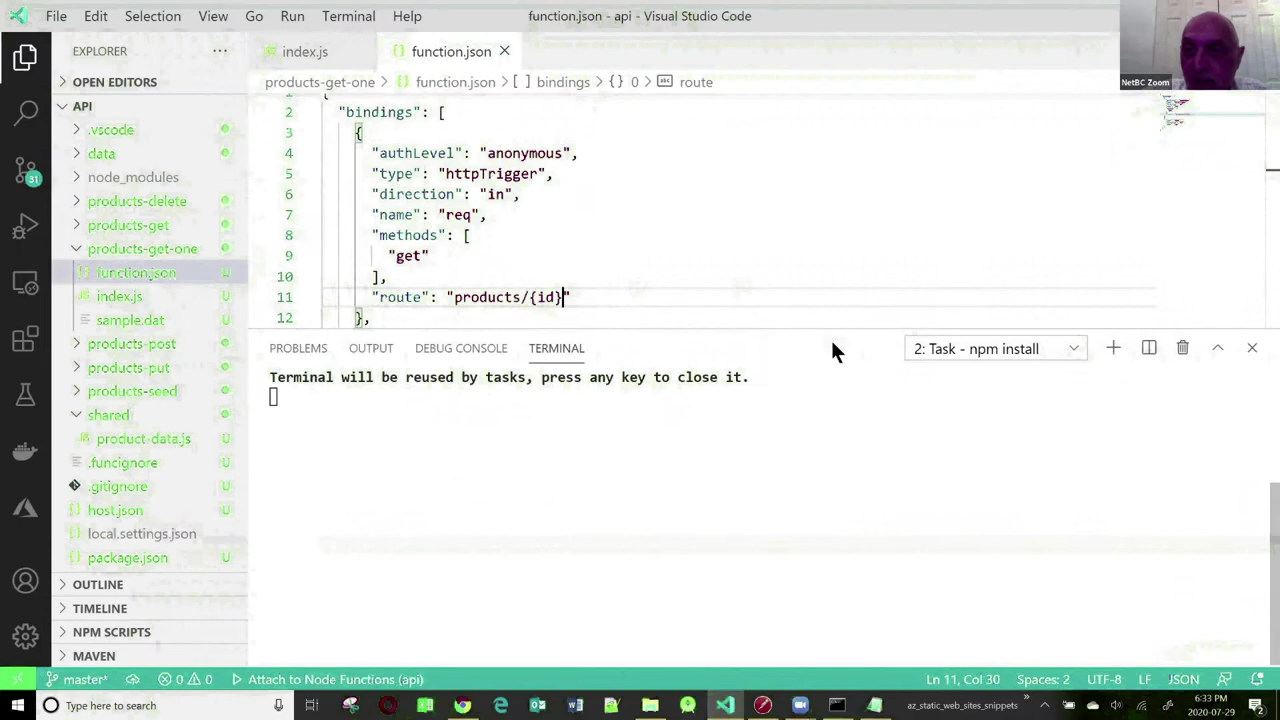 File Edit Selection View Go Run Terminal Help function.json - api - Visual Studio Code
EXPLORER
index.js function.json
NetBC Zoom
OPEN EDITORS
products-get-one > {} function.json > [ ] bindings > {} 0 > route
API
.vscode
data
node_modules
products-delete
products-get
products-get-one
function.json U
index.js U
sample.dat U
products-post
products-put
products-seed
shared
product-data.js U
.funcignore U
.gitignore U
host.json U
local.settings.json
package.json U
OUTLINE
TIMELINE
NPM SCRIPTS
MAVEN
31
2 "bindings": [
3 {
4 "authLevel": "anonymous",
5 "type": "httpTrigger",
6 "direction": "in",
7 "name": "req",
8 "methods": [
9 "get"
10 ],
11 "route": "products/{id}"
12 },
PROBLEMS OUTPUT DEBUG CONSOLE TERMINAL 2: Task - npm install
Terminal will be reused by tasks, press any key to close it.
master* 0 0 Attach to Node Functions (api) Ln 11, Col 30 Spaces: 2 UTF-8 LF JSON
Type here to search az_static_web_sites_snippets 6:33 PM
2020-07-29 2